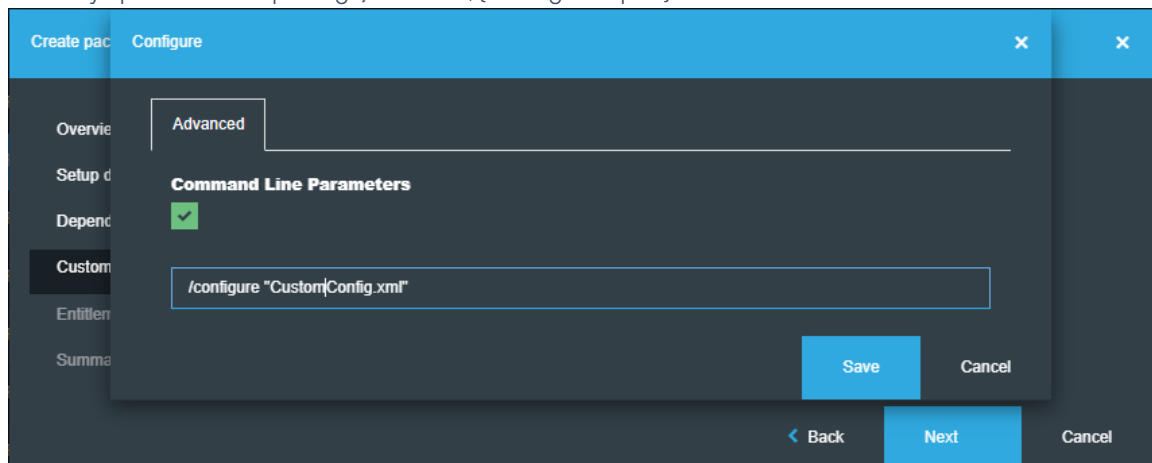 Create pac
Configure
Overvie
Advanced
Setup d
Command Line Parameters
Depend
Custom
/configure "CustomConfig.xml"
Entitlem
Summa
Save
Cancel
Back
Next
Cancel